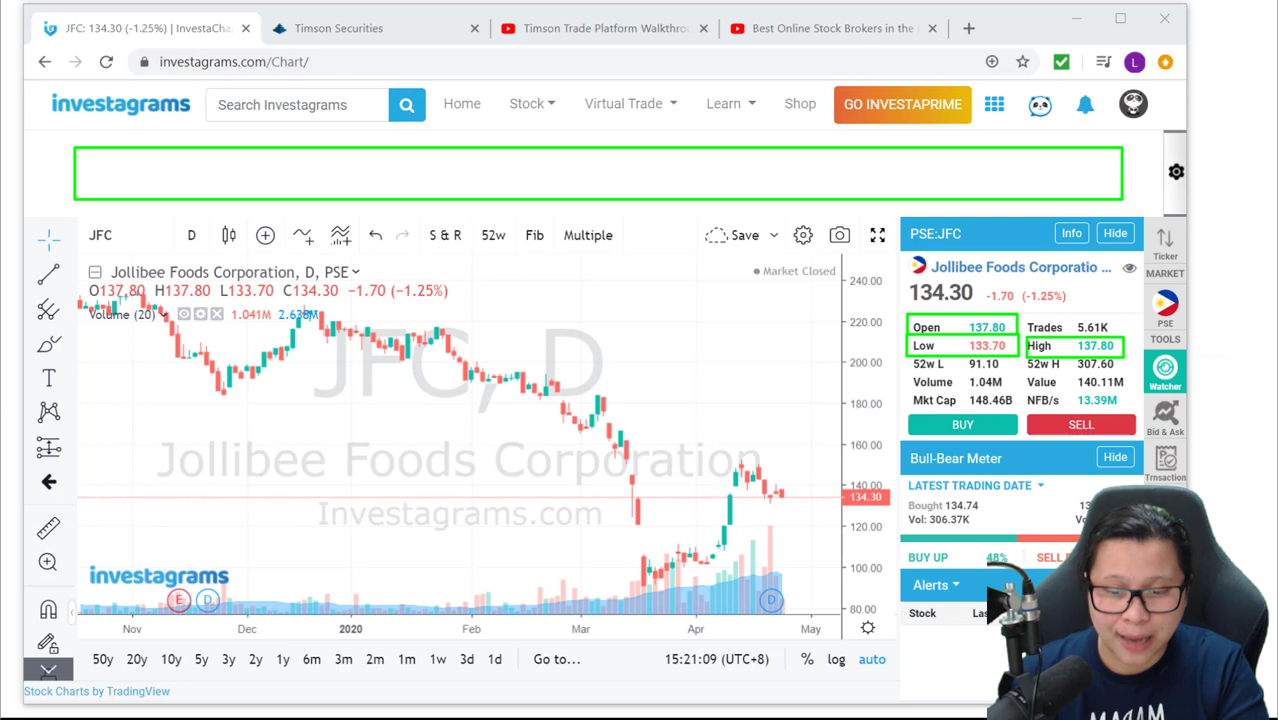 JFC: 134.30 (-1.25%) | InvestaCha
Timson Securities
Timson Trade Platform Walkthrou
Best Online Stock Brokers in the
investagrams.com/Chart/
investagrams
Search Investagrams
Home
Stock
Virtual Trade
Learn
Shop
GO INVESTAPRIME
JFC
D
S & R
52w
Fib
Multiple
Save
Jollibee Foods Corporation, D, PSE
Market Closed
O137.80 H137.80 L133.70 C134.30 −1.70 (−1.25%)
Volume (20) 1.041M 2.638M
JFC, D
Jollibee Foods Corporation
Investagrams.com
investagrams
E
D
D
240.00
220.00
200.00
180.00
160.00
140.00
134.30
120.00
100.00
80.00
Nov
Dec
2020
Feb
Mar
Apr
May
50y 20y 10y 5y 3y 2y 1y 6m 3m 2m 1m 1w 3d 1d
Go to...
15:21:09 (UTC+8)
% log auto
Stock Charts by TradingView
PSE:JFC
Info
Hide
Jollibee Foods Corporatio ...
134.30 -1.70 (-1.25%)
Open 137.80 Trades 5.61K
Low 133.70 High 137.80
52w L 91.10 52w H 307.60
Volume 1.04M Value 140.11M
Mkt Cap 148.46B NFB/s 13.39M
BUY
SELL
Bull-Bear Meter
Hide
LATEST TRADING DATE
Bought 134.74
Vol: 306.37K
BUY UP 48% SELL
Alerts
Stock
Ticker
MARKET
PSE
TOOLS
Watcher
Bid & Ask
Trnsaction